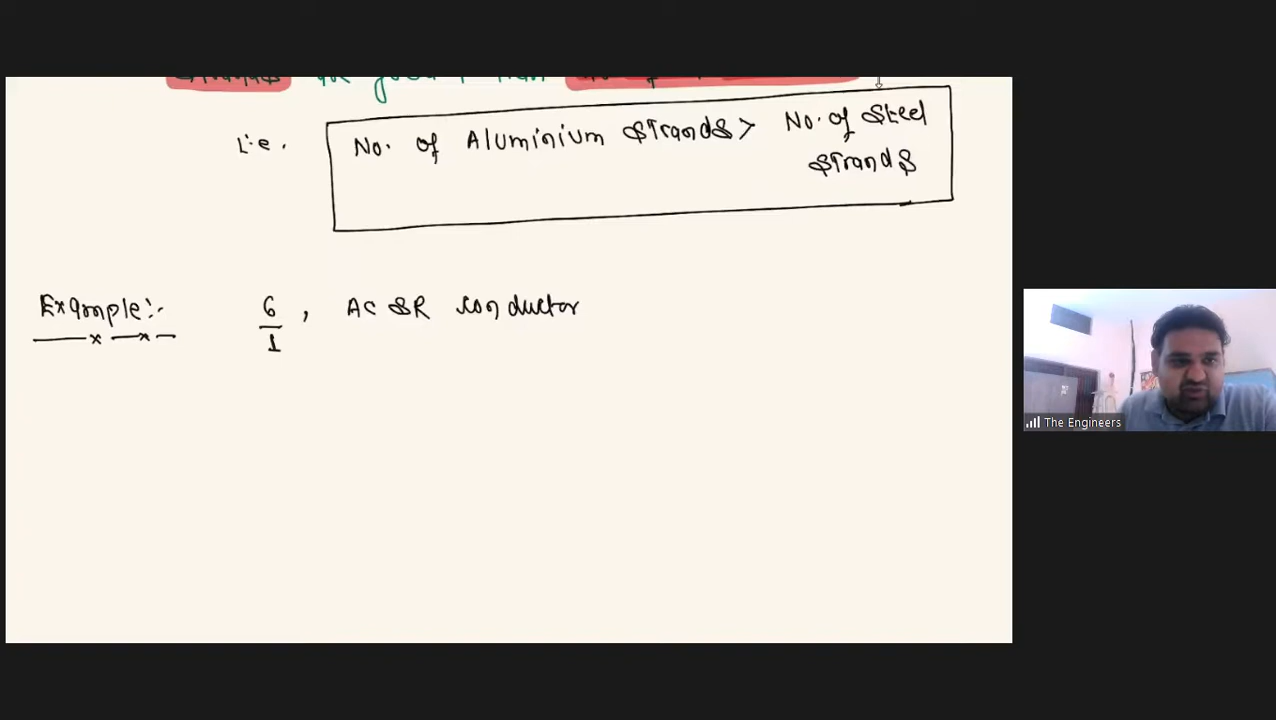 i.e. No. of Aluminium Strands > No. of Steel
Strands
Example:- 6/1, ACSR conductor
The Engineers